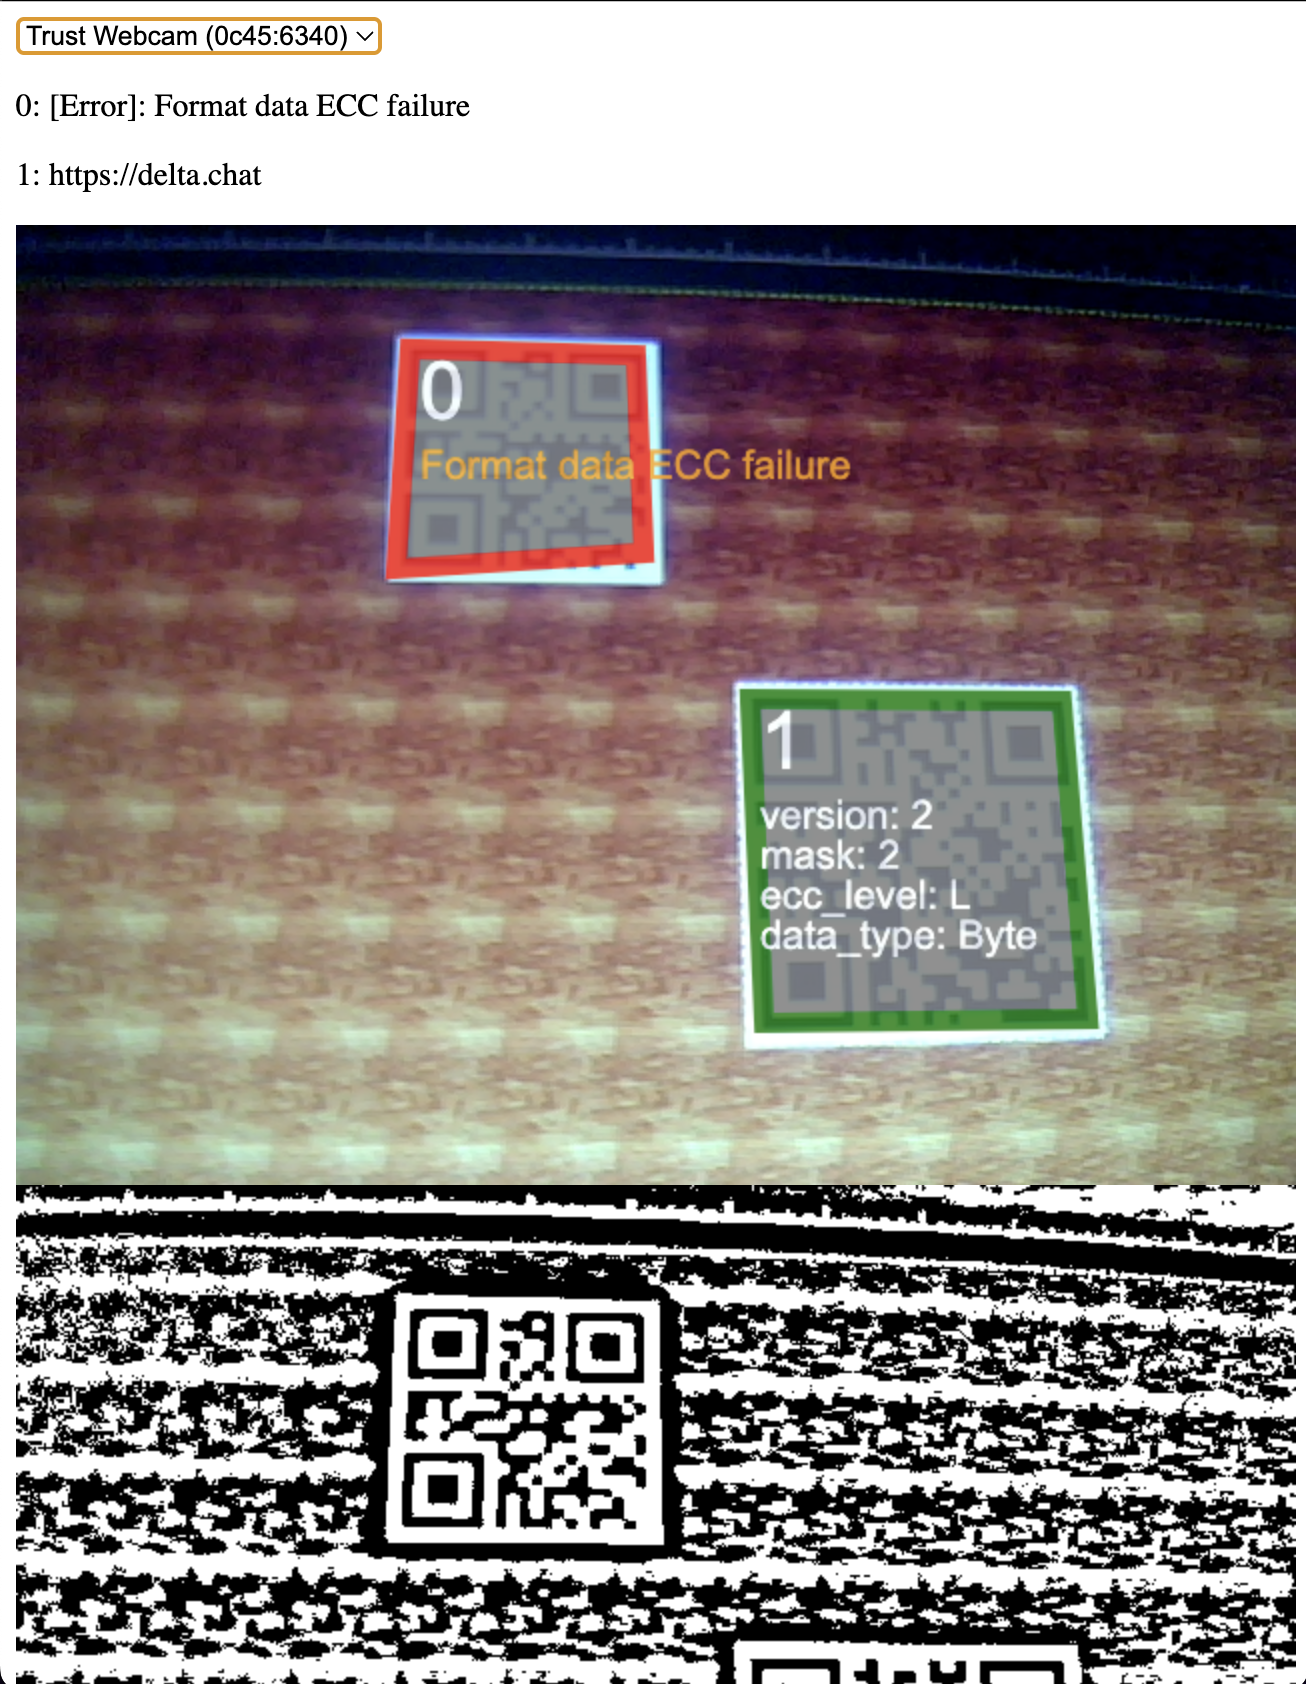 Trust Webcam (0c45:6340)
0: [Error]: Format data ECC failure
1: https://delta.chat
0
Format data ECC failure
1
version: 2
mask: 2
ecc_level: L
data_type: Byte